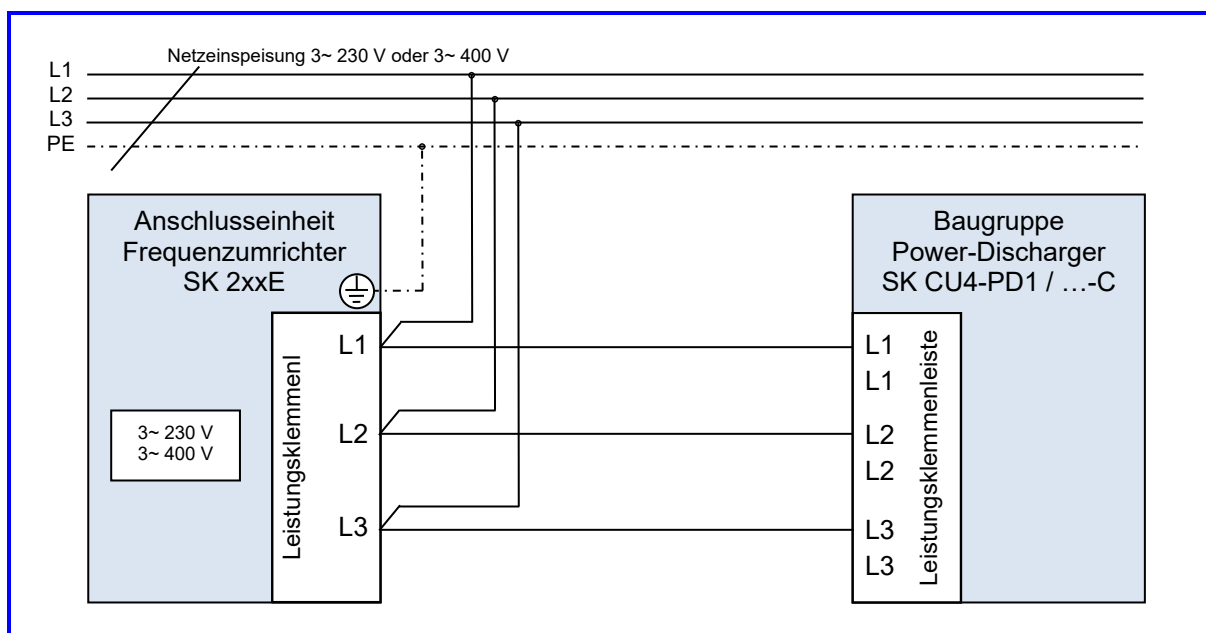 Netzeinspeisung 3~ 230 V oder 3~ 400 V
L1
L2
L3
PE
Anschlusseinheit
Frequenzumrichter
SK 2xxE
Leistungsklemmenl
L1
L2
L3
3~ 230 V
3~ 400 V
Baugruppe
Power-Discharger
SK CU4-PD1 / …-C
L1
L1
L2
L2
L3
L3
Leistungsklemmenleiste